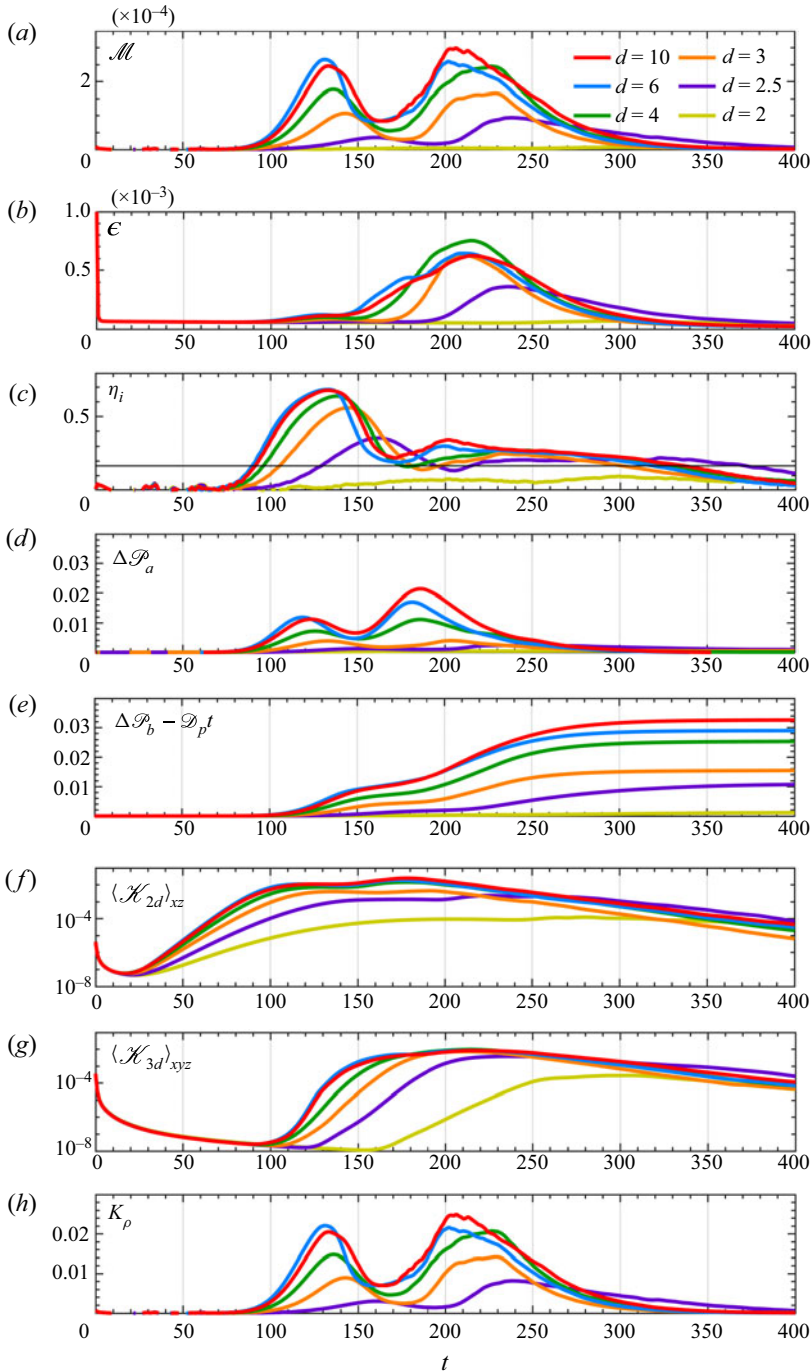 (×10⁻⁴)
(a) ℳ
d = 10 d = 3
d = 6 d = 2.5
d = 4 d = 2
2
0 50 100 150 200 250 300 350 400
(×10⁻³)
(b) 1.0
ϵ
0.5
0 50 100 150 200 250 300 350 400
(c) η_i
0.5
0 50 100 150 200 250 300 350 400
(d) Δ𝒫_a
0.03
0.02
0.01
0 50 100 150 200 250 300 350 400
(e) Δ𝒫_b − 𝒟_p t
0.03
0.02
0.01
0 50 100 150 200 250 300 350 400
(f) ⟨𝒦_2d⟩_xz
10⁻⁴
10⁻⁸
0 50 100 150 200 250 300 350 400
(g) ⟨𝒦_3d⟩_xyz
10⁻⁴
10⁻⁸
0 50 100 150 200 250 300 350 400
(h) K_ρ
0.02
0.01
0 50 100 150 200 250 300 350 400
t